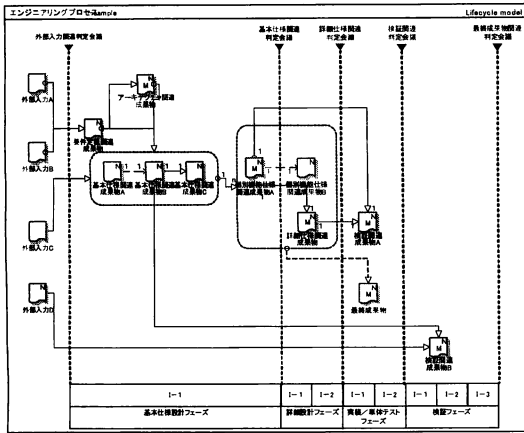 エンジニアリングプロセスSample
Lifecycle model
外部入力関連判定会議
基本仕様関連
判定会議
詳細仕様関連
判定会議
検証関連
判定会議
最終成果物関連
判定会議
外部入力A
N
M
アーキテクチャ関連
成果物
要件定義関連
成果物
外部入力B
基本仕様関連
成果物A
基本仕様関連
成果物B
基本仕様関連
成果物C
個別機能仕様
関連成果物A
個別機能仕様
関連成果物B
外部入力C
詳細仕様関連
成果物
検証関連
成果物A
外部入力D
最終成果物
検証関連
成果物B
I-1
I-1
I-2
I-1
I-2
I-1
I-2
I-3
基本仕様設計フェーズ
詳細設計フェーズ
実装/単体テスト
フェーズ
検証フェーズ